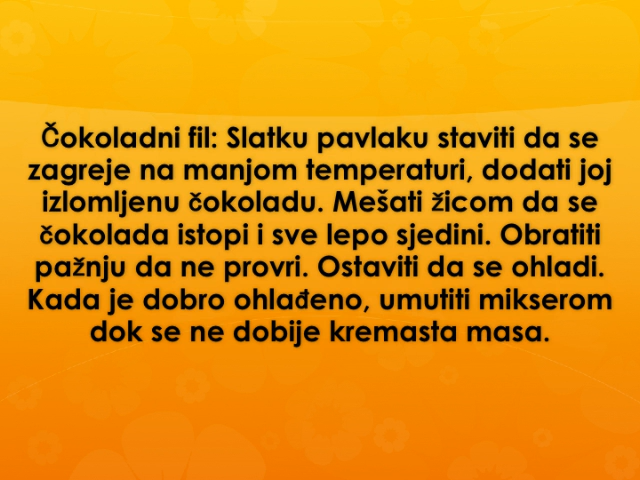 Čokoladni fil: Slatku pavlaku staviti da se
zagreje na manjom temperaturi, dodati joj
izlomljenu čokoladu. Mešati žicom da se
čokolada istopi i sve lepo sjedini. Obratiti
pažnju da ne provri. Ostaviti da se ohladi.
Kada je dobro ohlađeno, umutiti mikserom
dok se ne dobije kremasta masa.